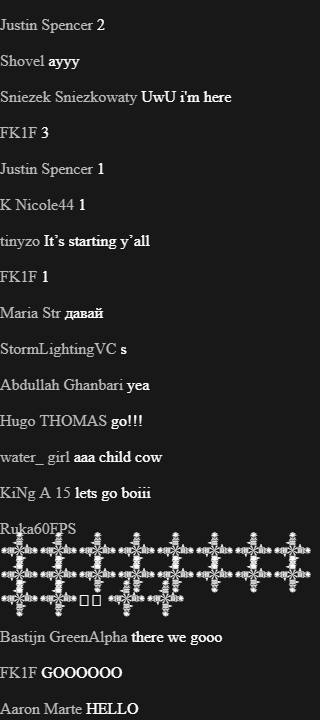 Justin Spencer 2
Shovel ayyy
Sniezek Sniezkowaty UwU i'm here
FK1F 3
Justin Spencer 1
K Nicole44 1
tinyzo It’s starting y’all
FK1F 1
Maria Str давай
StormLightingVC s
Abdullah Ghanbari yea
Hugo THOMAS go!!!
water_ girl aaa child cow
KiNg A 15 lets go boiii
Ruka60FPS
Bastijn GreenAlpha there we gooo
FK1F GOOOOOO
Aaron Marte HELLO